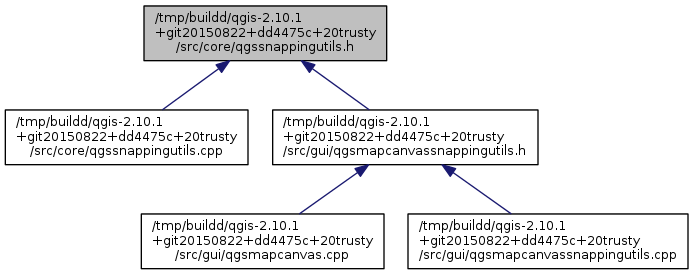 /tmp/buildd/qgis-2.10.1
+git20150822+dd4475c+20trusty
/src/core/qgssnappingutils.h
/tmp/buildd/qgis-2.10.1
+git20150822+dd4475c+20trusty
/src/core/qgssnappingutils.cpp
/tmp/buildd/qgis-2.10.1
+git20150822+dd4475c+20trusty
/src/gui/qgsmapcanvassnappingutils.h
/tmp/buildd/qgis-2.10.1
+git20150822+dd4475c+20trusty
/src/gui/qgsmapcanvas.cpp
/tmp/buildd/qgis-2.10.1
+git20150822+dd4475c+20trusty
/src/gui/qgsmapcanvassnappingutils.cpp